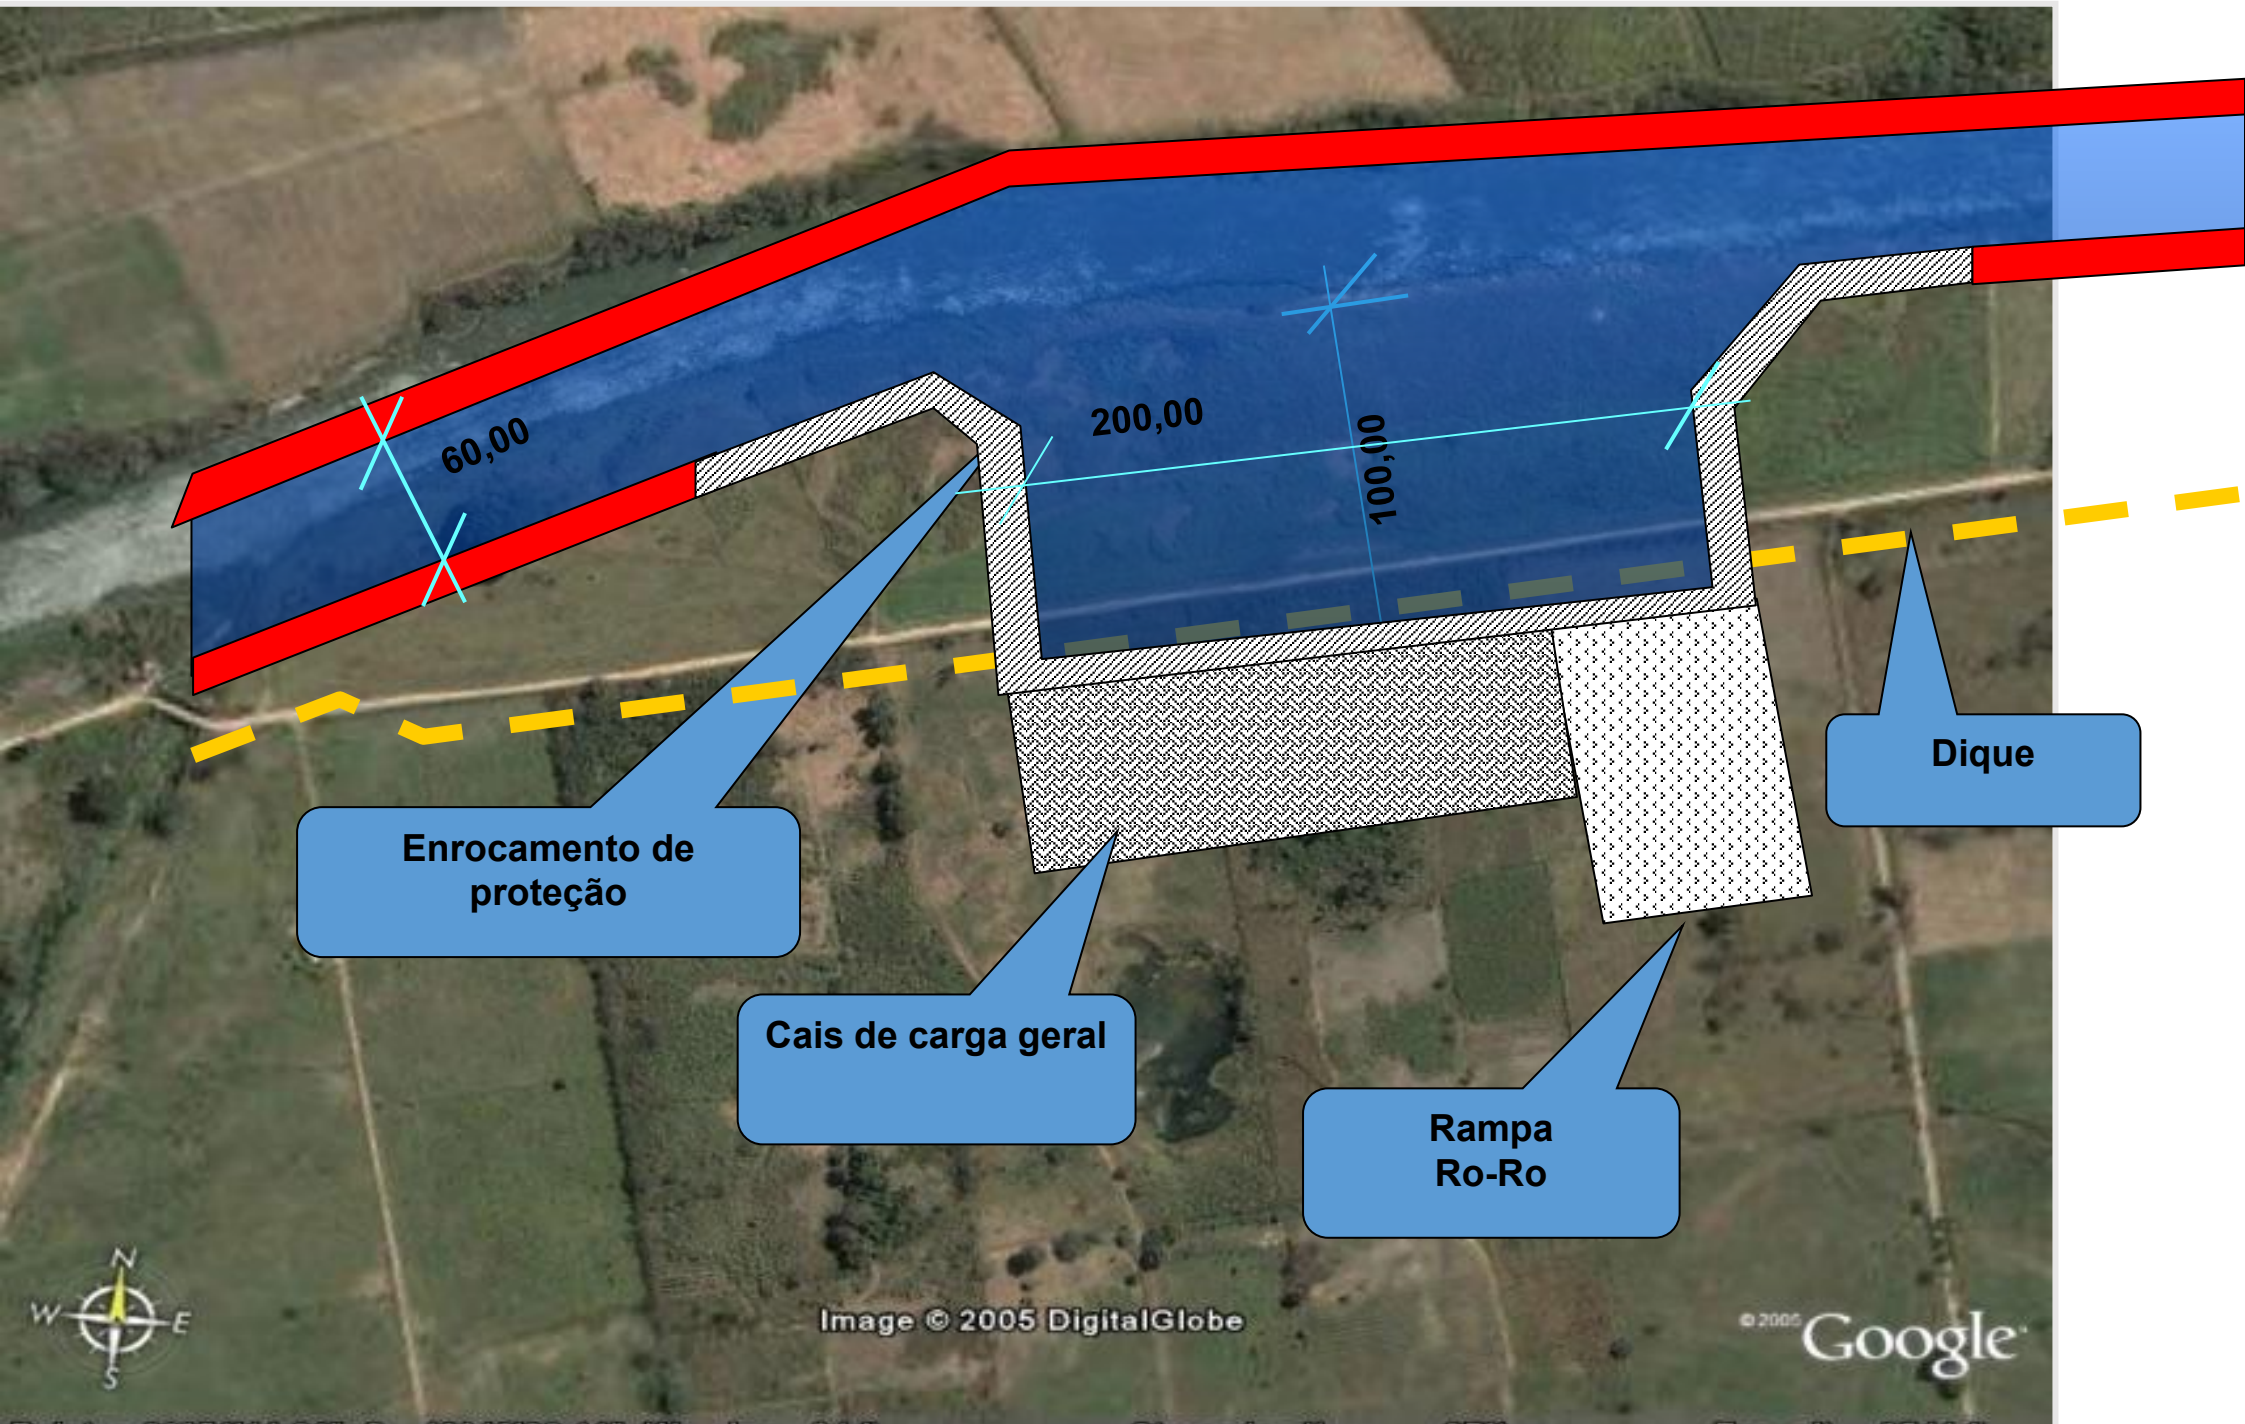 60,00
200,00
100,00
Dique
Enrocamento de
proteção
Cais de carga geral
Rampa
Ro-Ro
N
W
E
S
Image © 2005 DigitalGlobe
©2005 Google